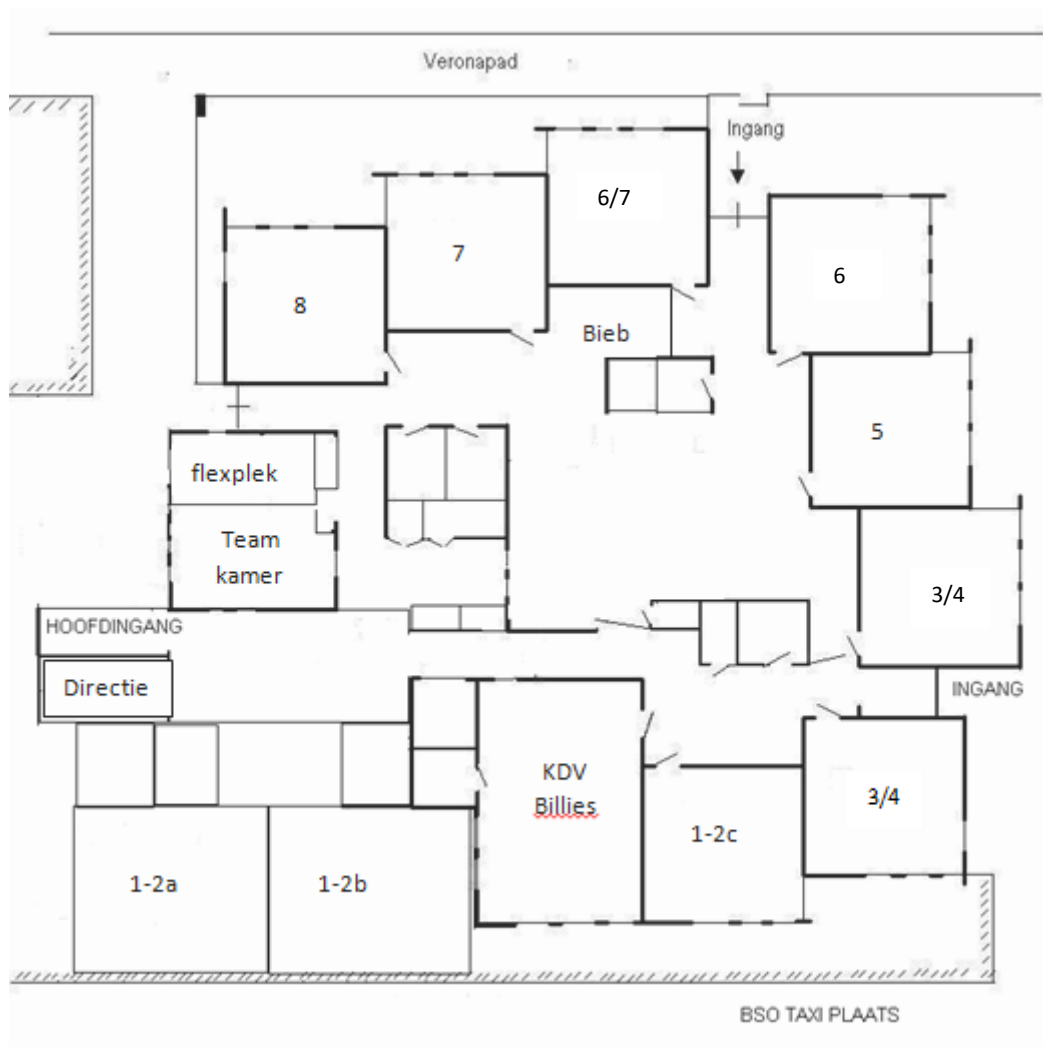 Veronapad
Ingang
6/7
7
6
8
Bieb
5
flexplek
Team
kamer
3/4
HOOFDINGANG
Directie
INGANG
KDV
Billies
3/4
1-2c
1-2a
1-2b
BSO TAXI PLAATS